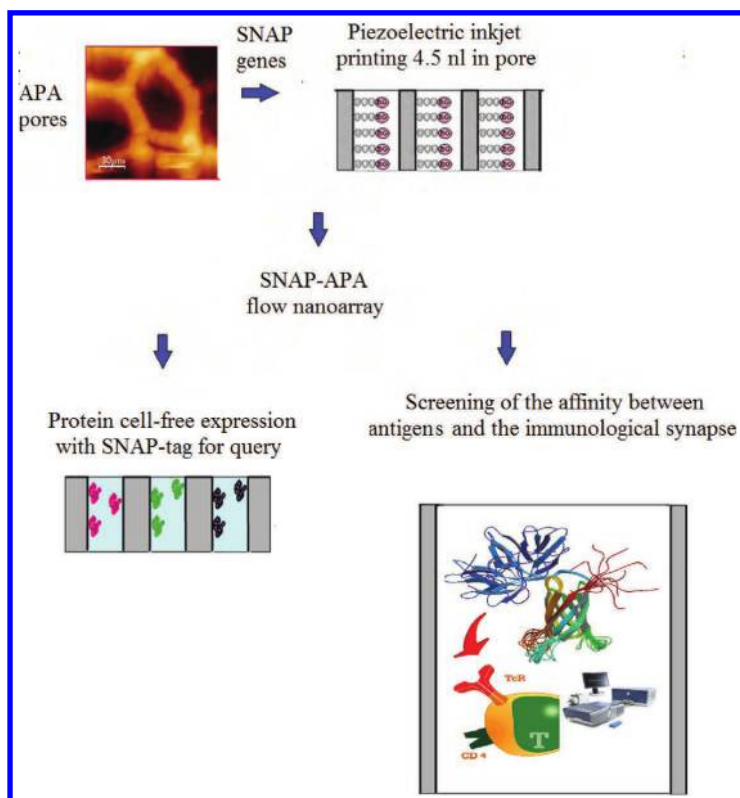 APA
pores
30µm
SNAP
genes
Piezoelectric inkjet
printing 4.5 nl in pore
SNAP-APA
flow nanoarray
Protein cell-free expression
with SNAP-tag for query
Screening of the affinity between
antigens and the immunological synapse
TcR
T
CD 4